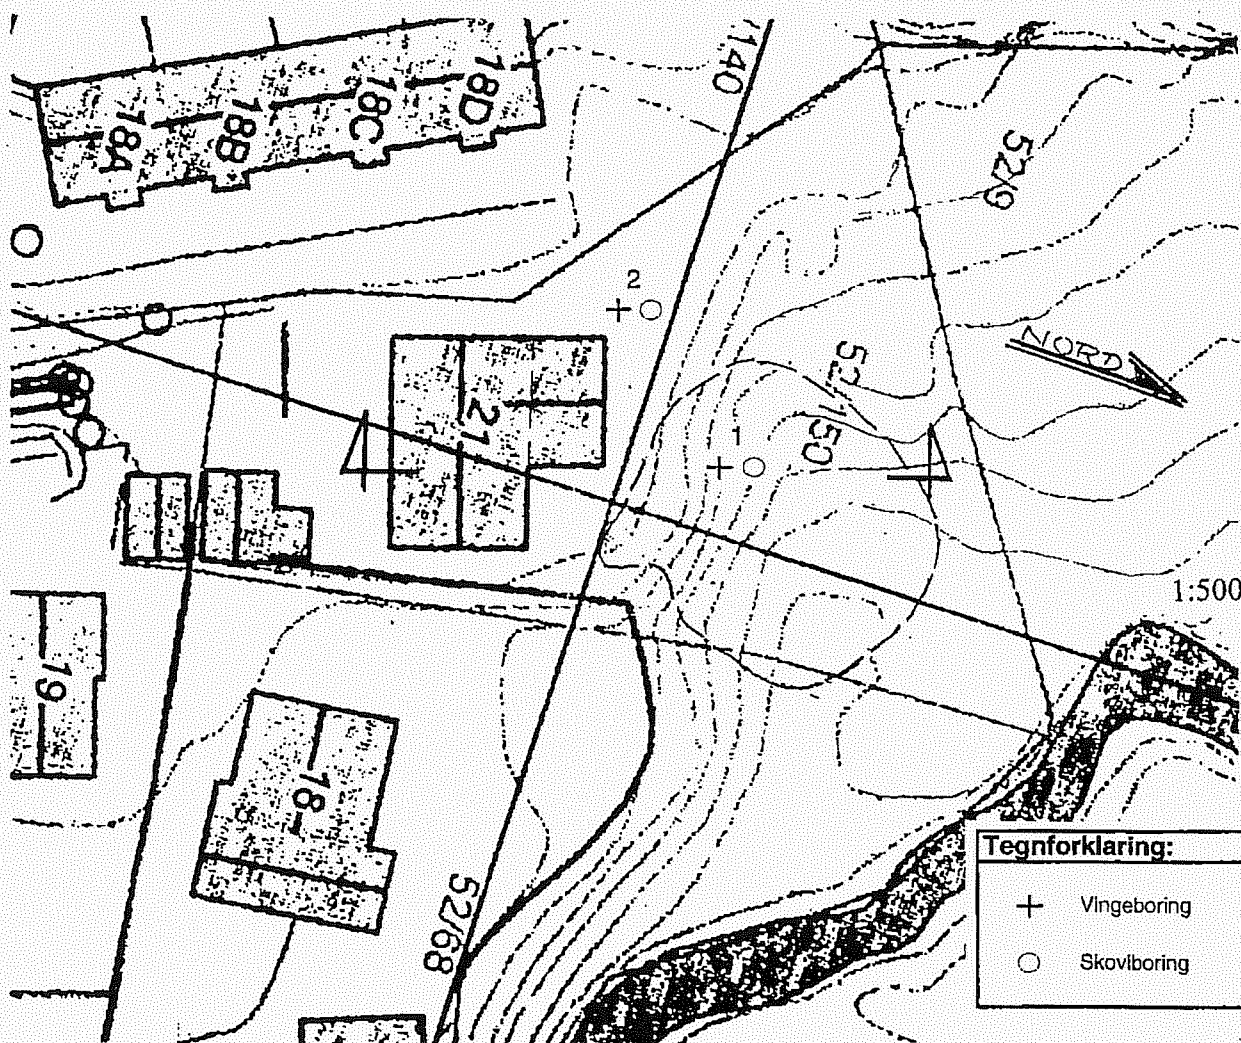 140
18D
18C
18B
18A
52/9
2
NORD
52/150
21
1
1:500
19
18
Tegnforklaring:
Vingeboring
52/68
Skovlboring